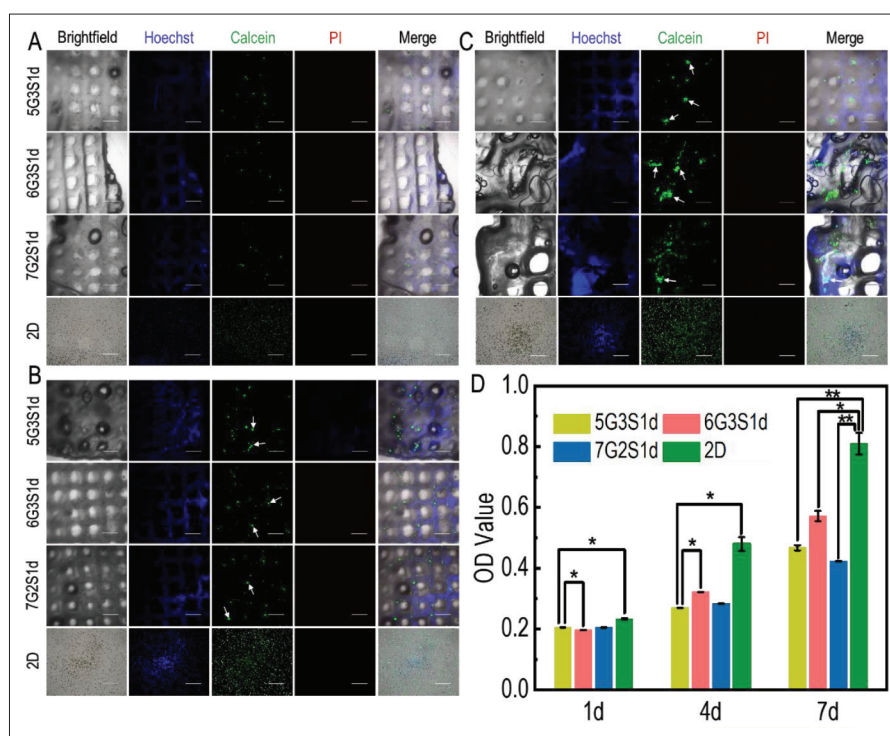 A
Brightfield Hoechst Calcein PI Merge
5G3S1d
6G3S1d
7G2S1d
2D
B
5G3S1d
6G3S1d
7G2S1d
2D
C
Brightfield Hoechst Calcein PI Merge
D
OD Value
1.0
0.8
0.6
0.4
0.2
0.0
5G3S1d 6G3S1d
7G2S1d 2D
* *
* *
** * **
1d 4d 7d